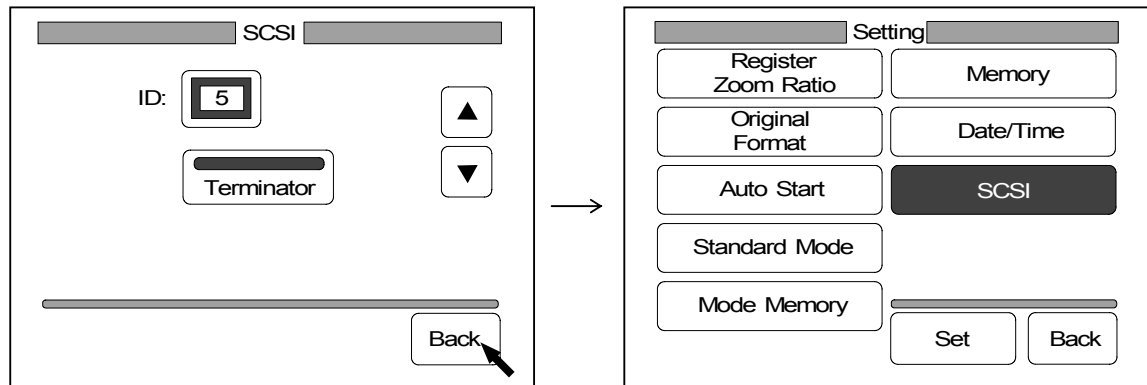 SCSI
ID: 5
Terminator
▲
▼
Back
→
Setting
Register
Zoom Ratio
Memory
Original
Format
Date/Time
Auto Start
SCSI
Standard Mode
Mode Memory
Set
Back